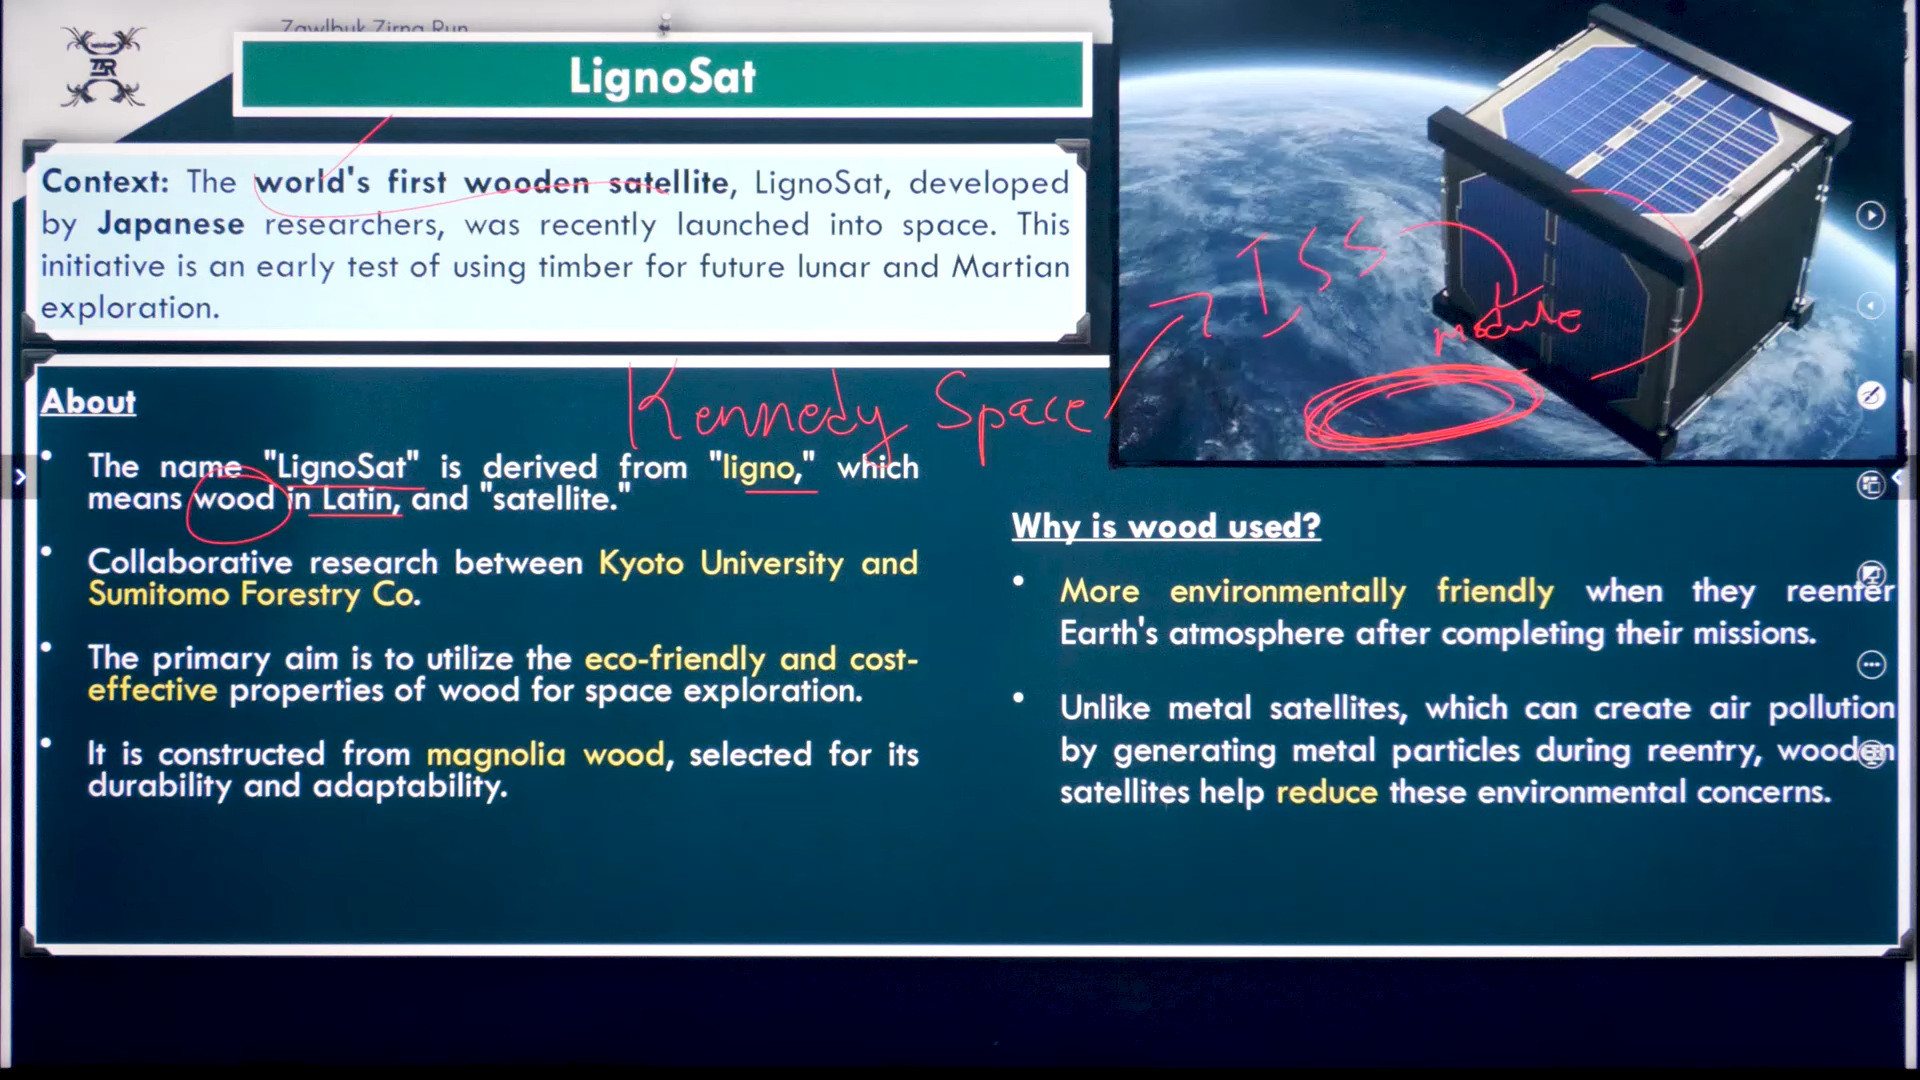 Zawlbuk Zirna Run
LignoSat
Context: The world's first wooden satellite, LignoSat, developed
by Japanese researchers, was recently launched into space. This
initiative is an early test of using timber for future lunar and Martian
exploration.
ISS
module
Kennedy Space
About
• The name "LignoSat" is derived from "ligno," which
means wood in Latin, and "satellite."
• Collaborative research between Kyoto University and
Sumitomo Forestry Co.
• The primary aim is to utilize the eco-friendly and cost-
effective properties of wood for space exploration.
• It is constructed from magnolia wood, selected for its
durability and adaptability.
Why is wood used?
• More environmentally friendly when they reenter
Earth's atmosphere after completing their missions.
• Unlike metal satellites, which can create air pollution
by generating metal particles during reentry, wooden
satellites help reduce these environmental concerns.